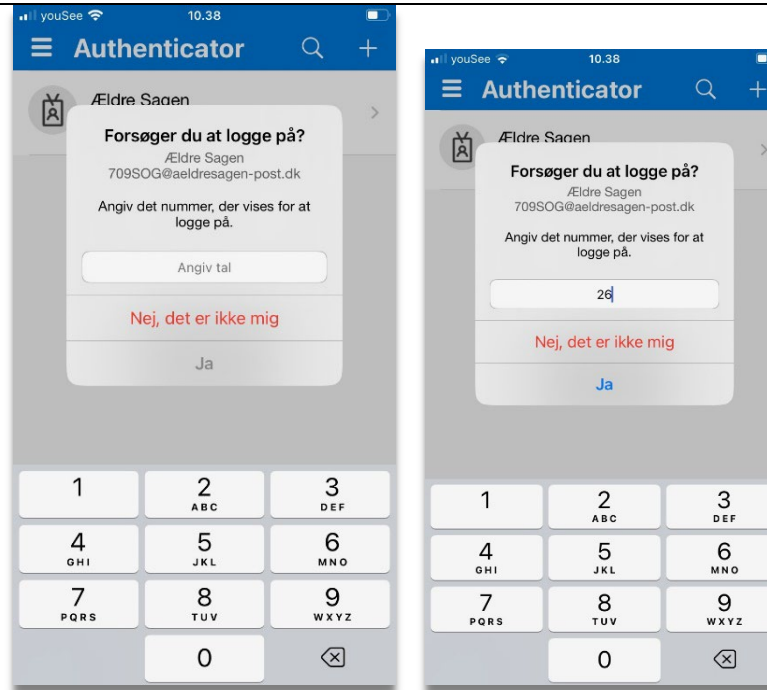 youSee 10.38
Authenticator
Ældre Sagen
Forsøger du at logge på?
Ældre Sagen
709SOG@aeldresagen-post.dk
Angiv det nummer, der vises for at
logge på.
Angiv tal
Nej, det er ikke mig
Ja
1 2 3
ABC DEF
4 5 6
GHI JKL MNO
7 8 9
PQRS TUV WXYZ
0
youSee 10.38
Authenticator
Ældre Sagen
Forsøger du at logge på?
Ældre Sagen
709SOG@aeldresagen-post.dk
Angiv det nummer, der vises for at
logge på.
26
Nej, det er ikke mig
Ja
1 2 3
ABC DEF
4 5 6
GHI JKL MNO
7 8 9
PQRS TUV WXYZ
0